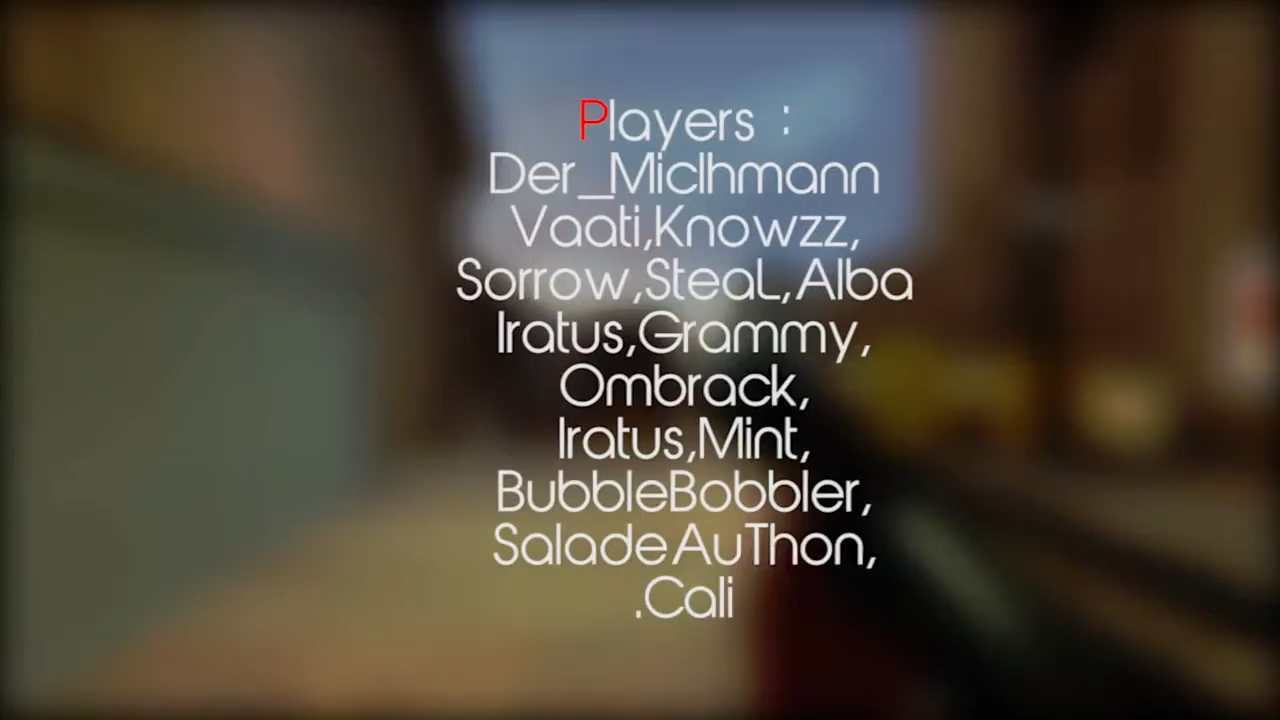 Players :
Der_Miclhmann
Vaati,Knowzz,
Sorrow,SteaL,Alba
Iratus,Grammy,
Ombrack,
Iratus,Mint,
BubbleBobbler,
SaladeAuThon,
.Cali